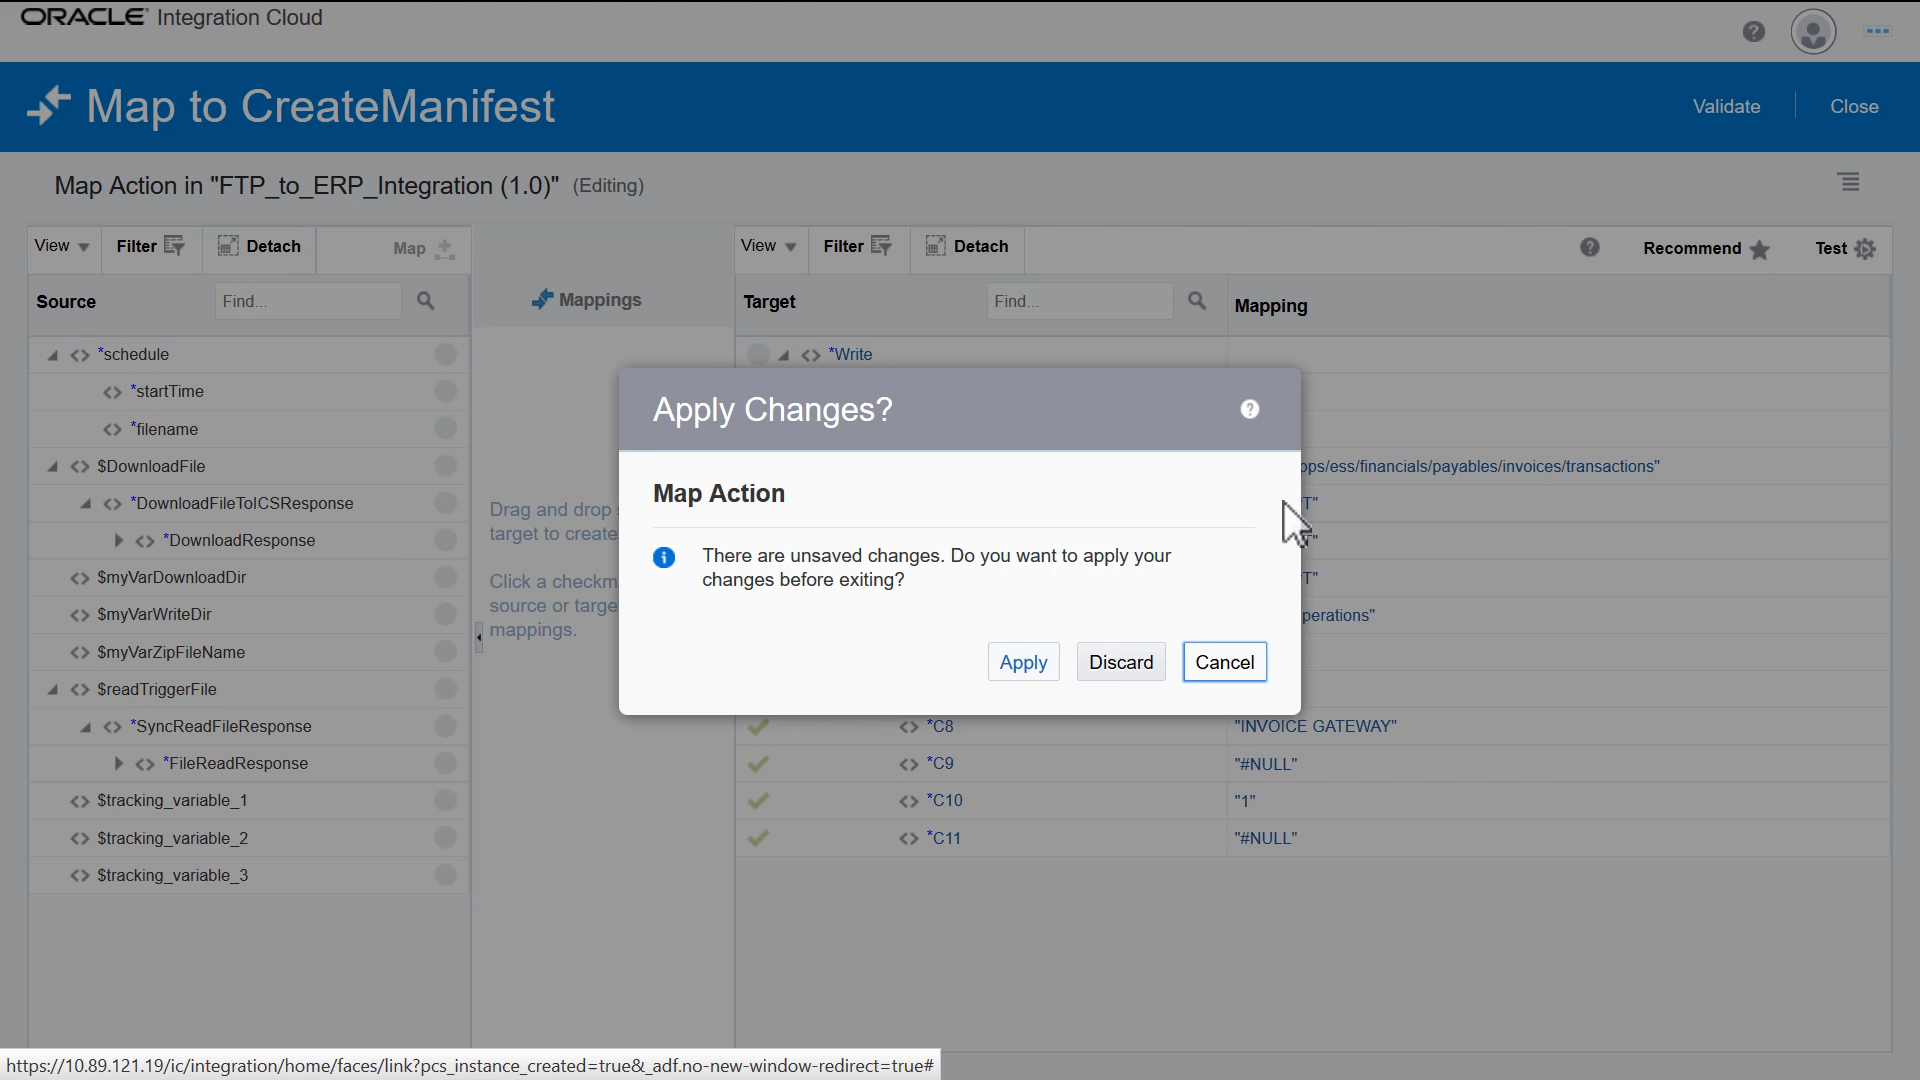 ORACLE Integration Cloud
Map to CreateManifest
Validate
Close
Map Action in "FTP_to_ERP_Integration (1.0)" (Editing)
View
Filter
Detach
Map
View
Filter
Detach
Recommend
Test
Source
Find...
Mappings
Target
Find...
Mapping
*schedule
*startTime
*filename
$DownloadFile
*DownloadFileToICSResponse
*DownloadResponse
$myVarDownloadDir
$myVarWriteDir
$myVarZipFileName
$readTriggerFile
*SyncReadFileResponse
*FileReadResponse
$tracking_variable_1
$tracking_variable_2
$tracking_variable_3
Drag and drop
target to create
Click a checkm
source or targe
mappings.
*Write
ops/ess/financials/payables/invoices/transactions"
T"
T"
perations"
*C8
"INVOICE GATEWAY"
*C9
"#NULL"
*C10
"1"
*C11
"#NULL"
Apply Changes?
Map Action
There are unsaved changes. Do you want to apply your
changes before exiting?
Apply
Discard
Cancel
https://10.89.121.19/ic/integration/home/faces/link?pcs_instance_created=true&_adf.no-new-window-redirect=true#